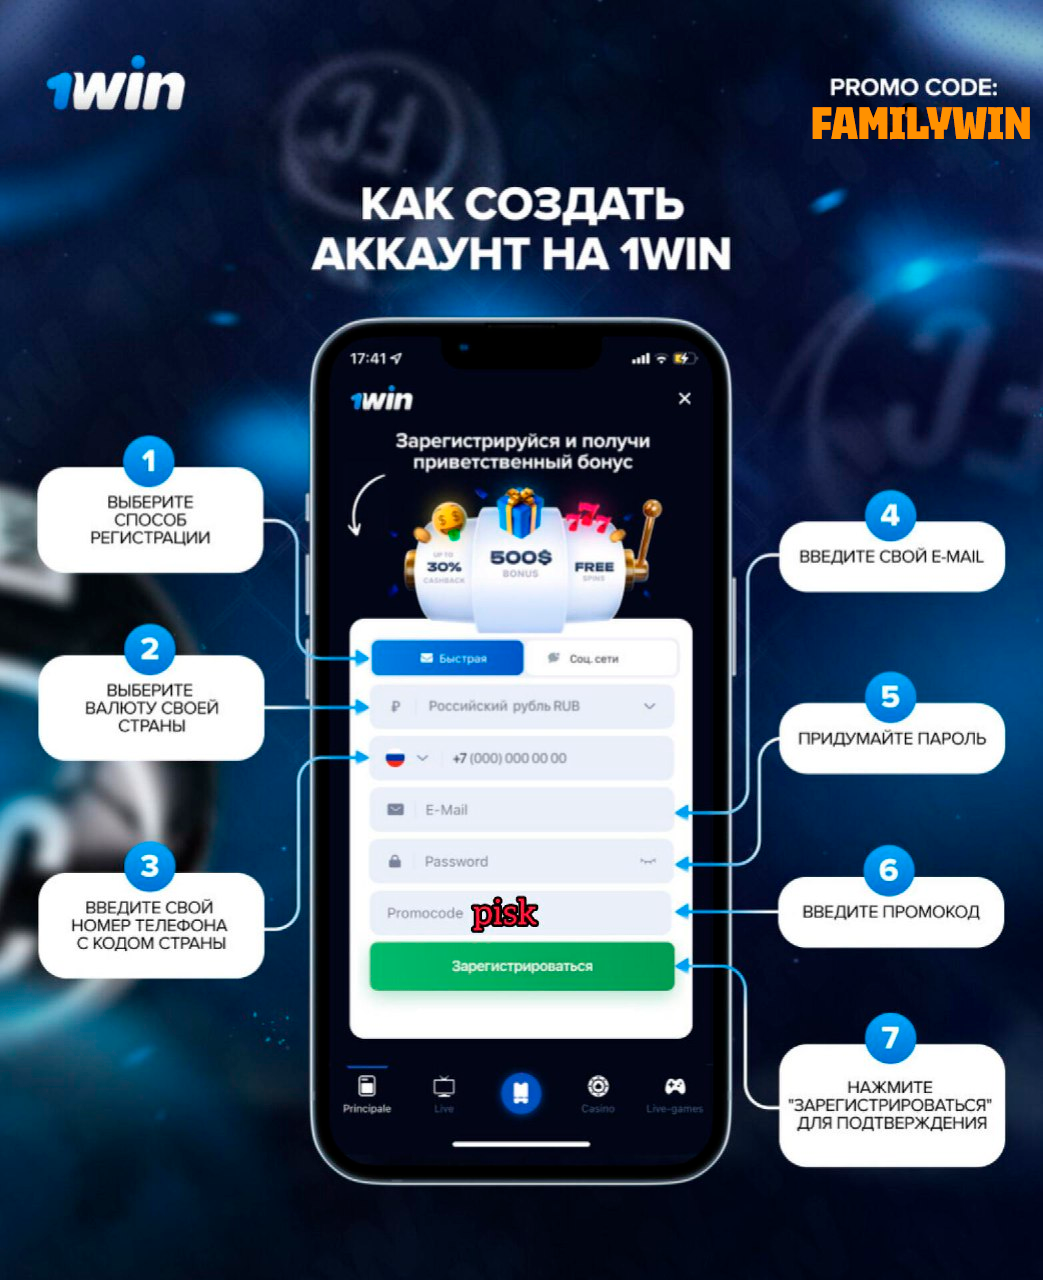 1win
PROMO CODE:
FAMILYWIN
КАК СОЗДАТЬ
АККАУНТ НА 1WIN
17:41
1win
Зарегистрируйся и получи
приветственный бонус
UP TO
30%
CASHBACK
500$
BONUS
777
FREE
SPINS
1
ВЫБЕРИТЕ
СПОСОБ
РЕГИСТРАЦИИ
2
ВЫБЕРИТЕ
ВАЛЮТУ СВОЕЙ
СТРАНЫ
3
ВВЕДИТЕ СВОЙ
НОМЕР ТЕЛЕФОНА
С КОДОМ СТРАНЫ
Быстрая
Соц. сети
₽ Российский рубль RUB
+7 (000) 000 00 00
E-Mail
Password
Promocode pisk
Зарегистрироваться
4
ВВЕДИТЕ СВОЙ E-MAIL
5
ПРИДУМАЙТЕ ПАРОЛЬ
6
ВВЕДИТЕ ПРОМОКОД
7
НАЖМИТЕ
"ЗАРЕГИСТРИРОВАТЬСЯ"
ДЛЯ ПОДТВЕРЖДЕНИЯ
Principale
Live
Casino
Live-games